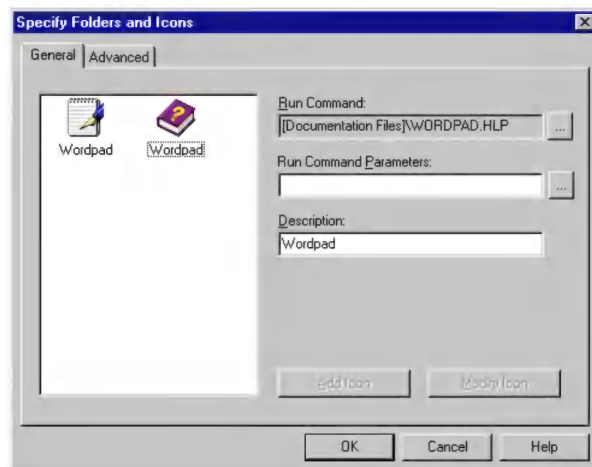 Specify Folders and Icons
General Advanced
Run Command:
Wordpad Wordpad
[Documentation Files]\WORDPAD.HLP ...
Run Command Parameters:
...
Description:
Wordpad
Add Icon Modify Icon
OK Cancel Help